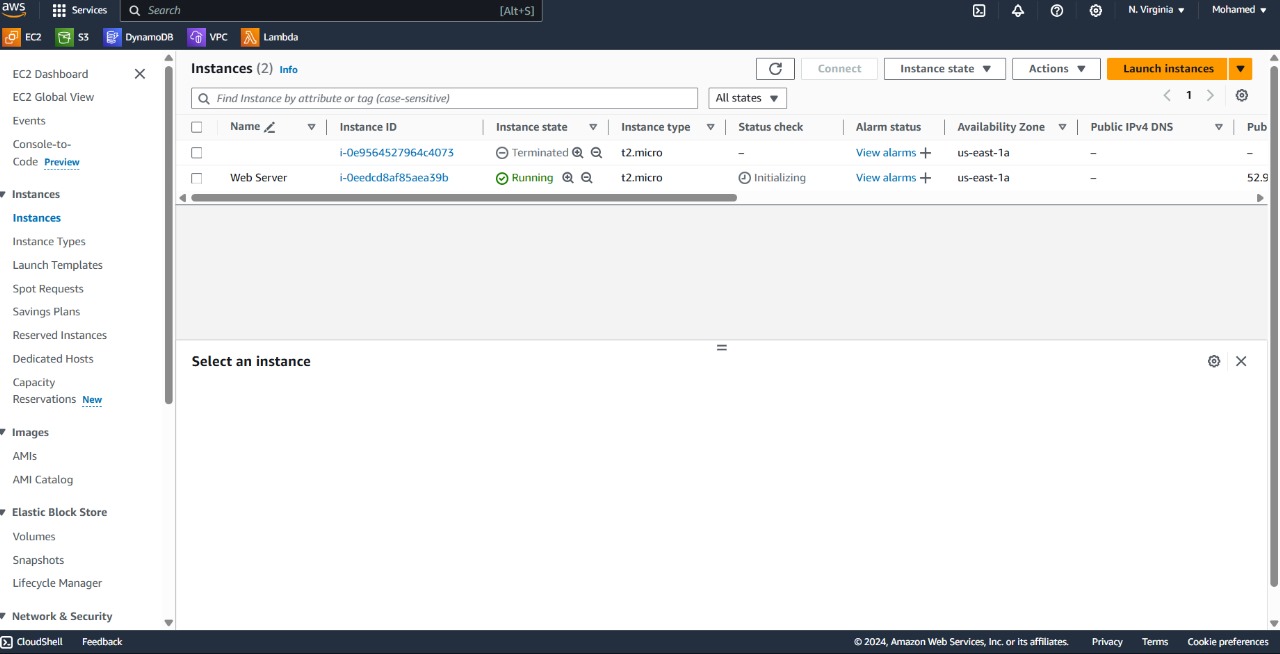 aws Services Search [Alt+S] N. Virginia Mohamed
EC2 S3 DynamoDB VPC Lambda
EC2 Dashboard
EC2 Global View
Events
Console-to-
Code Preview
Instances
Instances
Instance Types
Launch Templates
Spot Requests
Savings Plans
Reserved Instances
Dedicated Hosts
Capacity
Reservations New
Images
AMIs
AMI Catalog
Elastic Block Store
Volumes
Snapshots
Lifecycle Manager
Network & Security
Instances (2) Info Connect Instance state Actions Launch instances
Find Instance by attribute or tag (case-sensitive) All states 1
Name Instance ID Instance state Instance type Status check Alarm status Availability Zone Public IPv4 DNS Pub
i-0e9564527964c4073 Terminated t2.micro – View alarms + us-east-1a – –
Web Server i-0eedcd8af85aea39b Running t2.micro Initializing View alarms + us-east-1a – 52.9
Select an instance
CloudShell Feedback © 2024, Amazon Web Services, Inc. or its affiliates. Privacy Terms Cookie preferences